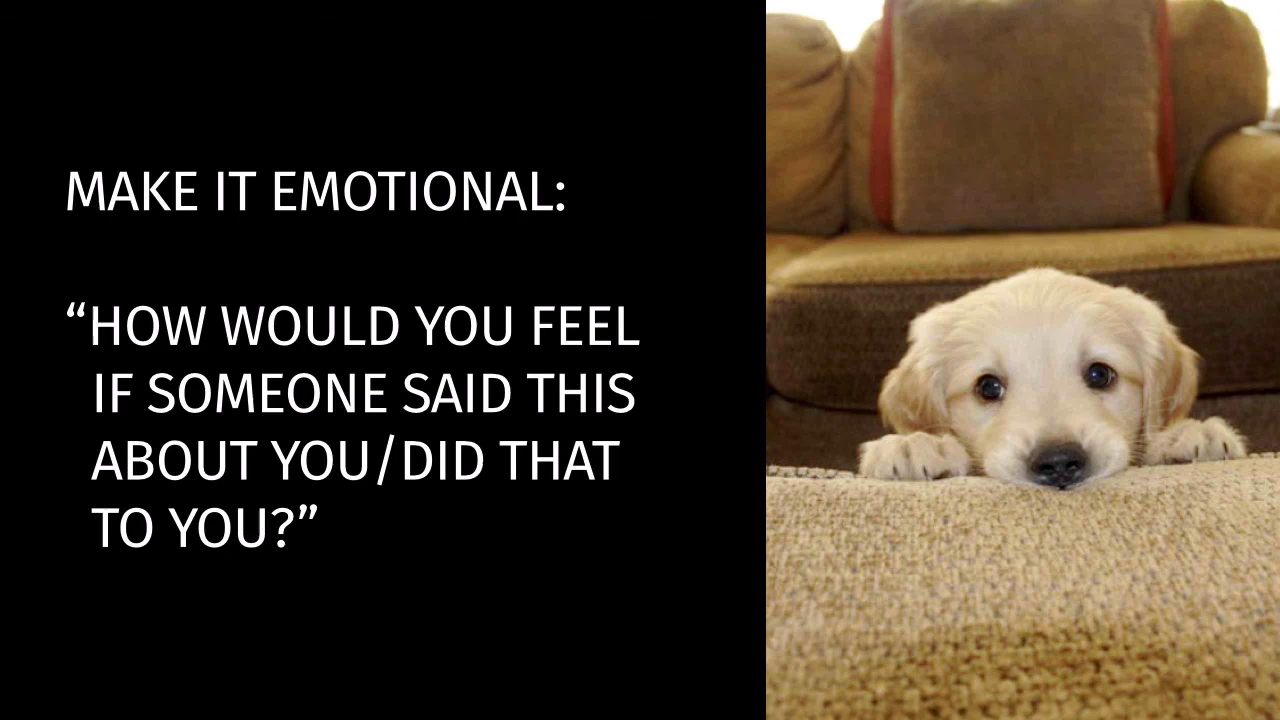 MAKE IT EMOTIONAL:
“HOW WOULD YOU FEEL
IF SOMEONE SAID THIS
ABOUT YOU/DID THAT
TO YOU?”